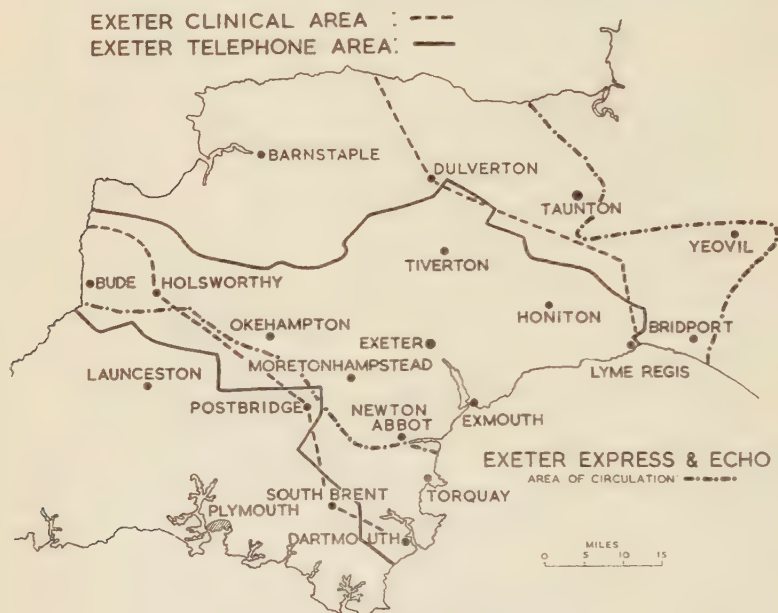 EXETER CLINICAL AREA :
EXETER TELEPHONE AREA:
BARNSTAPLE
DULVERTON
TAUNTON
YEOVIL
TIVERTON
BUDE
HOLSWORTHY
HONITON
OKEHAMPTON
EXETER
BRIDPORT
MORETONHAMPSTEAD
LYME REGIS
LAUNCESTON
POSTBRIDGE
NEWTON
ABBOT
EXMOUTH
EXETER EXPRESS & ECHO
AREA OF CIRCULATION
SOUTH BRENT
TORQUAY
PLYMOUTH
DARTMOUTH
MILES
0 5 10 15